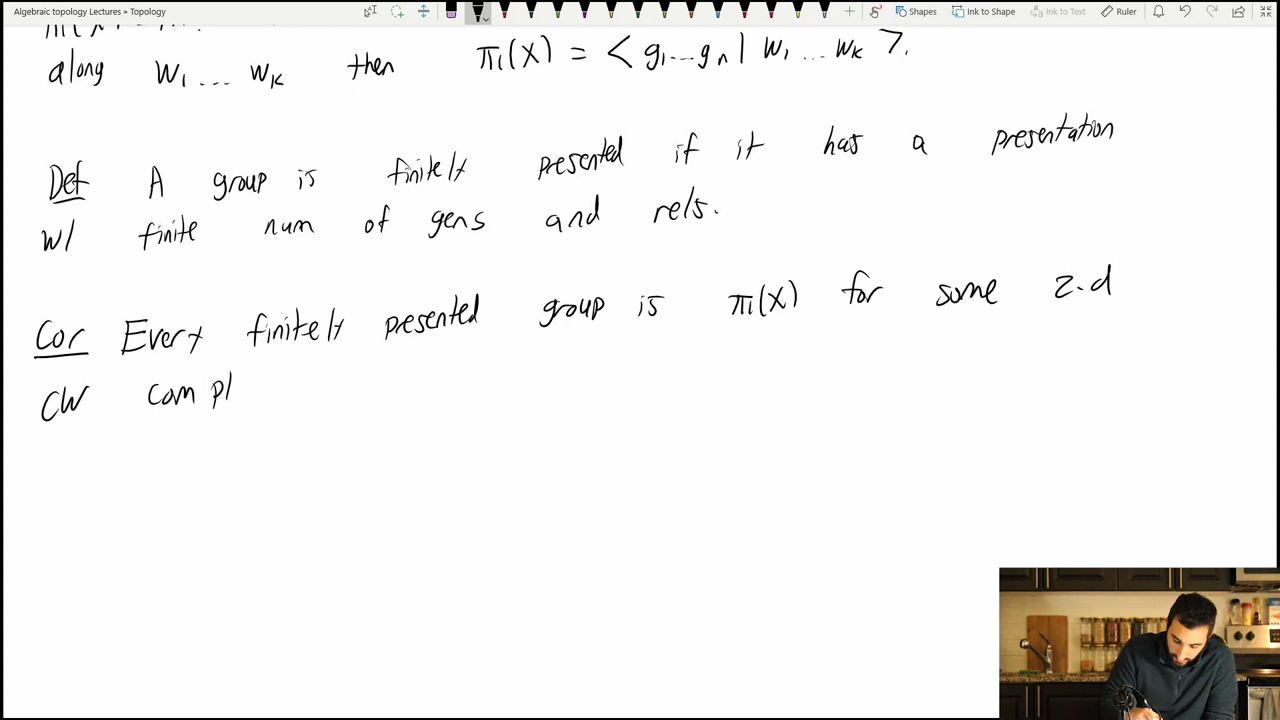 Algebraic topology Lectures » Topology
Shapes
Ink to Shape
Ink to Text
Ruler
along w1 ... wk then π1(X) = < g1...gn | w1 ... wk >.
Def A group is finitely presented if it has a presentation
w/ finite num of gens and rels.
Cor Every finitely presented group is π1(X) for some 2-d
CW compl